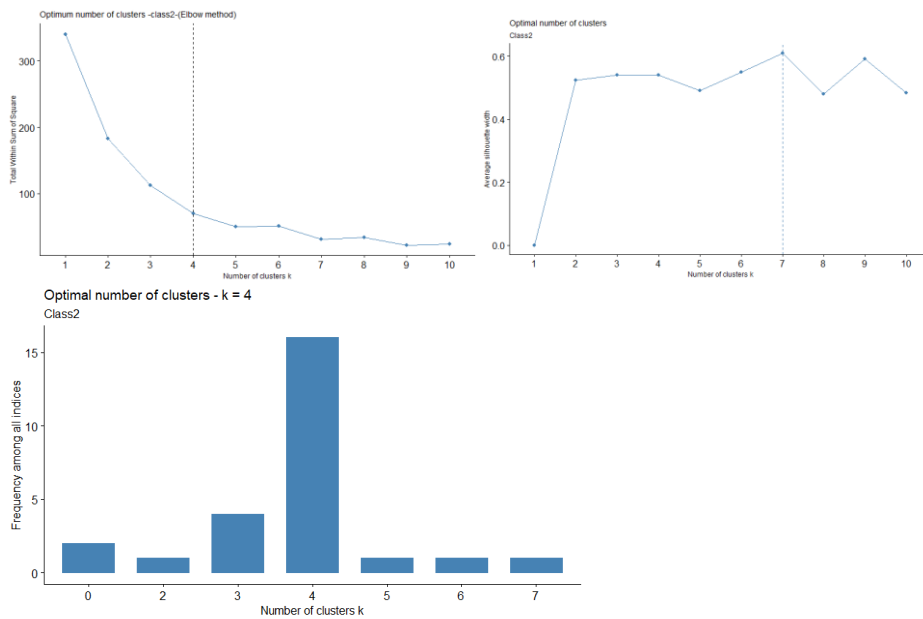 Optimum number of clusters -class2-(Elbow method)
300
200
100
Total Within Sum of Square
1 2 3 4 5 6 7 8 9 10
Number of clusters k
Optimal number of clusters
Class2
0.6
0.4
0.2
0.0
Average silhouette width
1 2 3 4 5 6 7 8 9 10
Number of clusters k
Optimal number of clusters - k = 4
Class2
15
10
5
0
Frequency among all indices
0 2 3 4 5 6 7
Number of clusters k